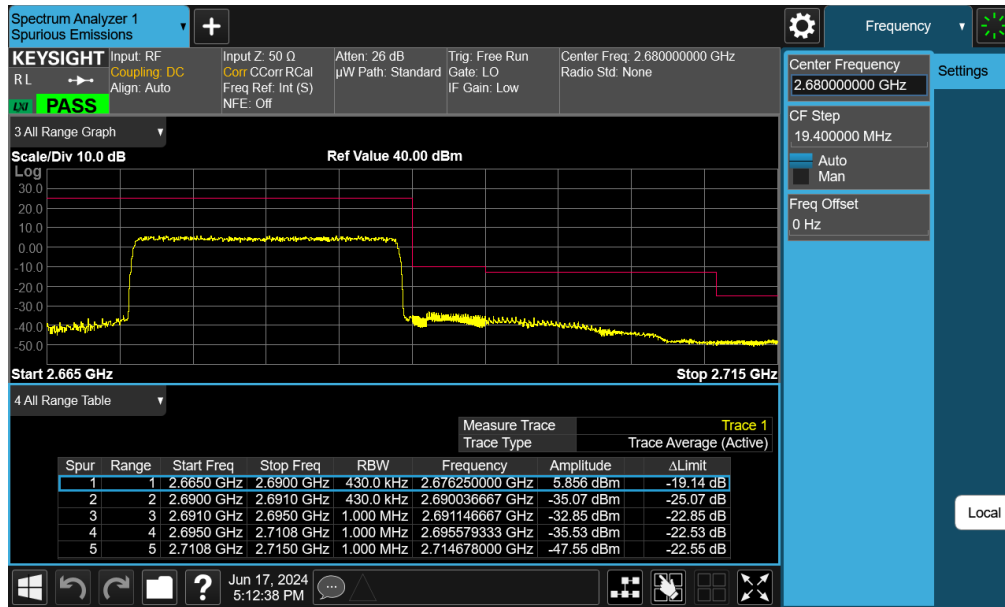 Spectrum Analyzer 1
Spurious Emissions
Frequency
KEYSIGHT
R L
LXI PASS
Input: RF
Coupling: DC
Align: Auto
Input Z: 50 Ω
Corr CCorr RCal
Freq Ref: Int (S)
NFE: Off
Atten: 26 dB
µW Path: Standard
Trig: Free Run
Gate: LO
IF Gain: Low
Center Freq: 2.680000000 GHz
Radio Std: None
Center Frequency
2.680000000 GHz
Settings
CF Step
19.400000 MHz
Auto
Man
Freq Offset
0 Hz
Local
3 All Range Graph
Scale/Div 10.0 dB Ref Value 40.00 dBm
Log
30.0
20.0
10.0
0.00
-10.0
-20.0
-30.0
-40.0
-50.0
Start 2.665 GHz Stop 2.715 GHz
4 All Range Table
Measure Trace Trace 1
Trace Type Trace Average (Active)
Spur Range Start Freq Stop Freq RBW Frequency Amplitude ΔLimit
1 1 2.6650 GHz 2.6900 GHz 430.0 kHz 2.676250000 GHz 5.856 dBm -19.14 dB
2 2 2.6900 GHz 2.6910 GHz 430.0 kHz 2.690036667 GHz -35.07 dBm -25.07 dB
3 3 2.6910 GHz 2.6950 GHz 1.000 MHz 2.691146667 GHz -32.85 dBm -22.85 dB
4 4 2.6950 GHz 2.7108 GHz 1.000 MHz 2.695579333 GHz -35.53 dBm -22.53 dB
5 5 2.7108 GHz 2.7150 GHz 1.000 MHz 2.714678000 GHz -47.55 dBm -22.55 dB
?
Jun 17, 2024
5:12:38 PM